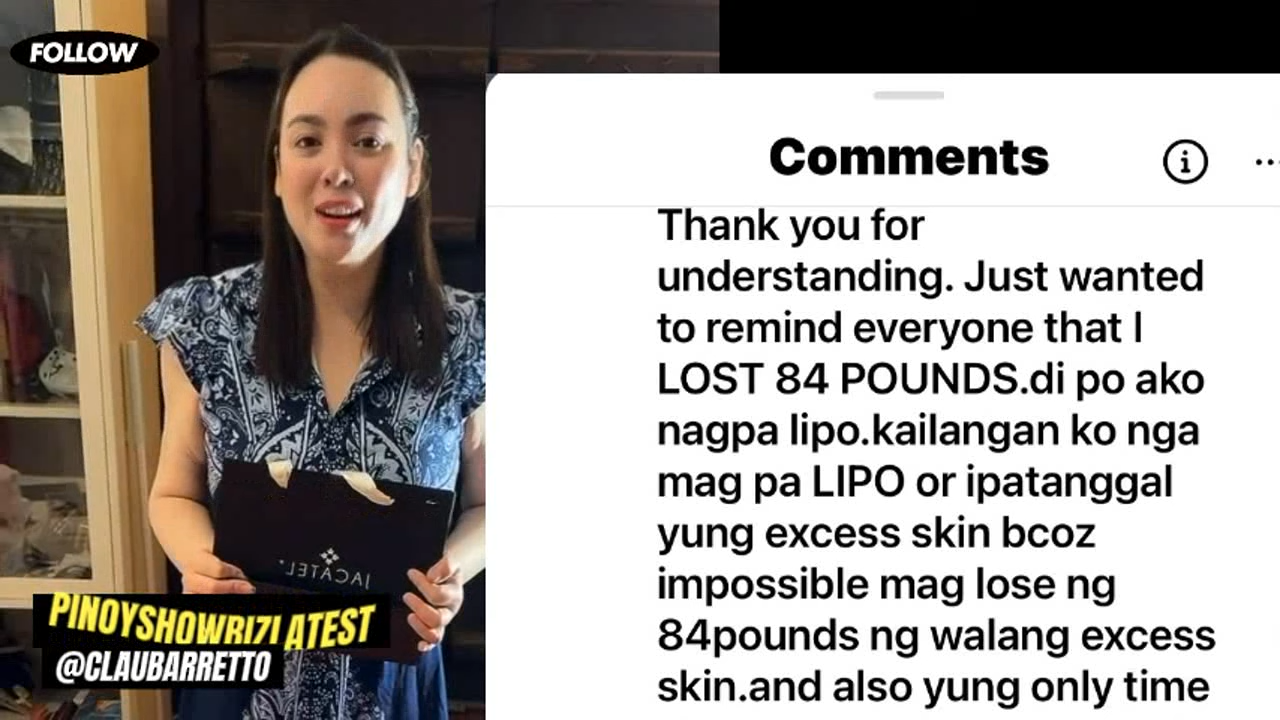 FOLLOW
Comments
Thank you for
understanding. Just wanted
to remind everyone that I
LOST 84 POUNDS.di po ako
nagpa lipo.kailangan ko nga
mag pa LIPO or ipatanggal
yung excess skin bcoz
impossible mag lose ng
84pounds ng walang excess
skin.and also yung only time
JACATEL
PINOYSHOWBIZLATEST
@CLAUBARRETTO